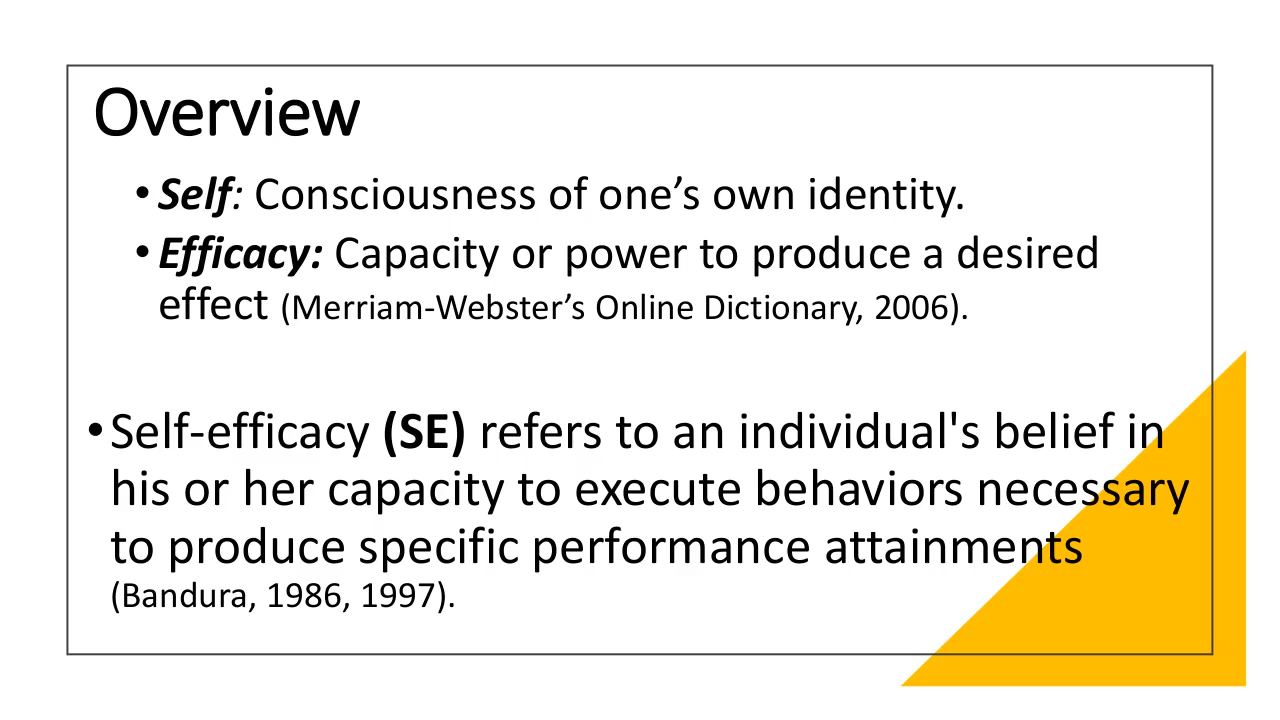 Overview
• Self: Consciousness of one’s own identity.
• Efficacy: Capacity or power to produce a desired
effect (Merriam-Webster’s Online Dictionary, 2006).
• Self-efficacy (SE) refers to an individual's belief in
his or her capacity to execute behaviors necessary
to produce specific performance attainments
(Bandura, 1986, 1997).